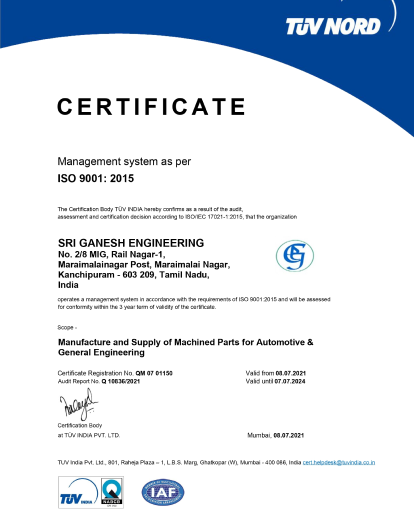 TÜV NORD
CERTIFICATE
Management system as per
ISO 9001: 2015
The Certification Body TÜV INDIA hereby confirms as a result of the audit,
assessment and certification decision according to ISO/IEC 17021-1:2015, that the organization
SRI GANESH ENGINEERING
No. 2/8 MIG, Rail Nagar-1,
Maraimalainagar Post, Maraimalai Nagar,
Kanchipuram - 603 209, Tamil Nadu,
India
operates a management system in accordance with the requirements of ISO 9001:2015 and will be assessed
for conformity within the 3 year term of validity of the certificate.
Scope -
Manufacture and Supply of Machined Parts for Automotive &
General Engineering
Certificate Registration No. QM 07 01150
Valid from 08.07.2021
Audit Report No. Q 10836/2021
Valid until 07.07.2024
Certification Body
at TÜV INDIA PVT. LTD.
Mumbai, 08.07.2021
TUV India Pvt. Ltd., 801, Raheja Plaza – 1, L.B.S. Marg, Ghatkopar (W), Mumbai - 400 086, India cert.helpdesk@tuvindia.co.in
TÜV INDIA
NABCB
IAF